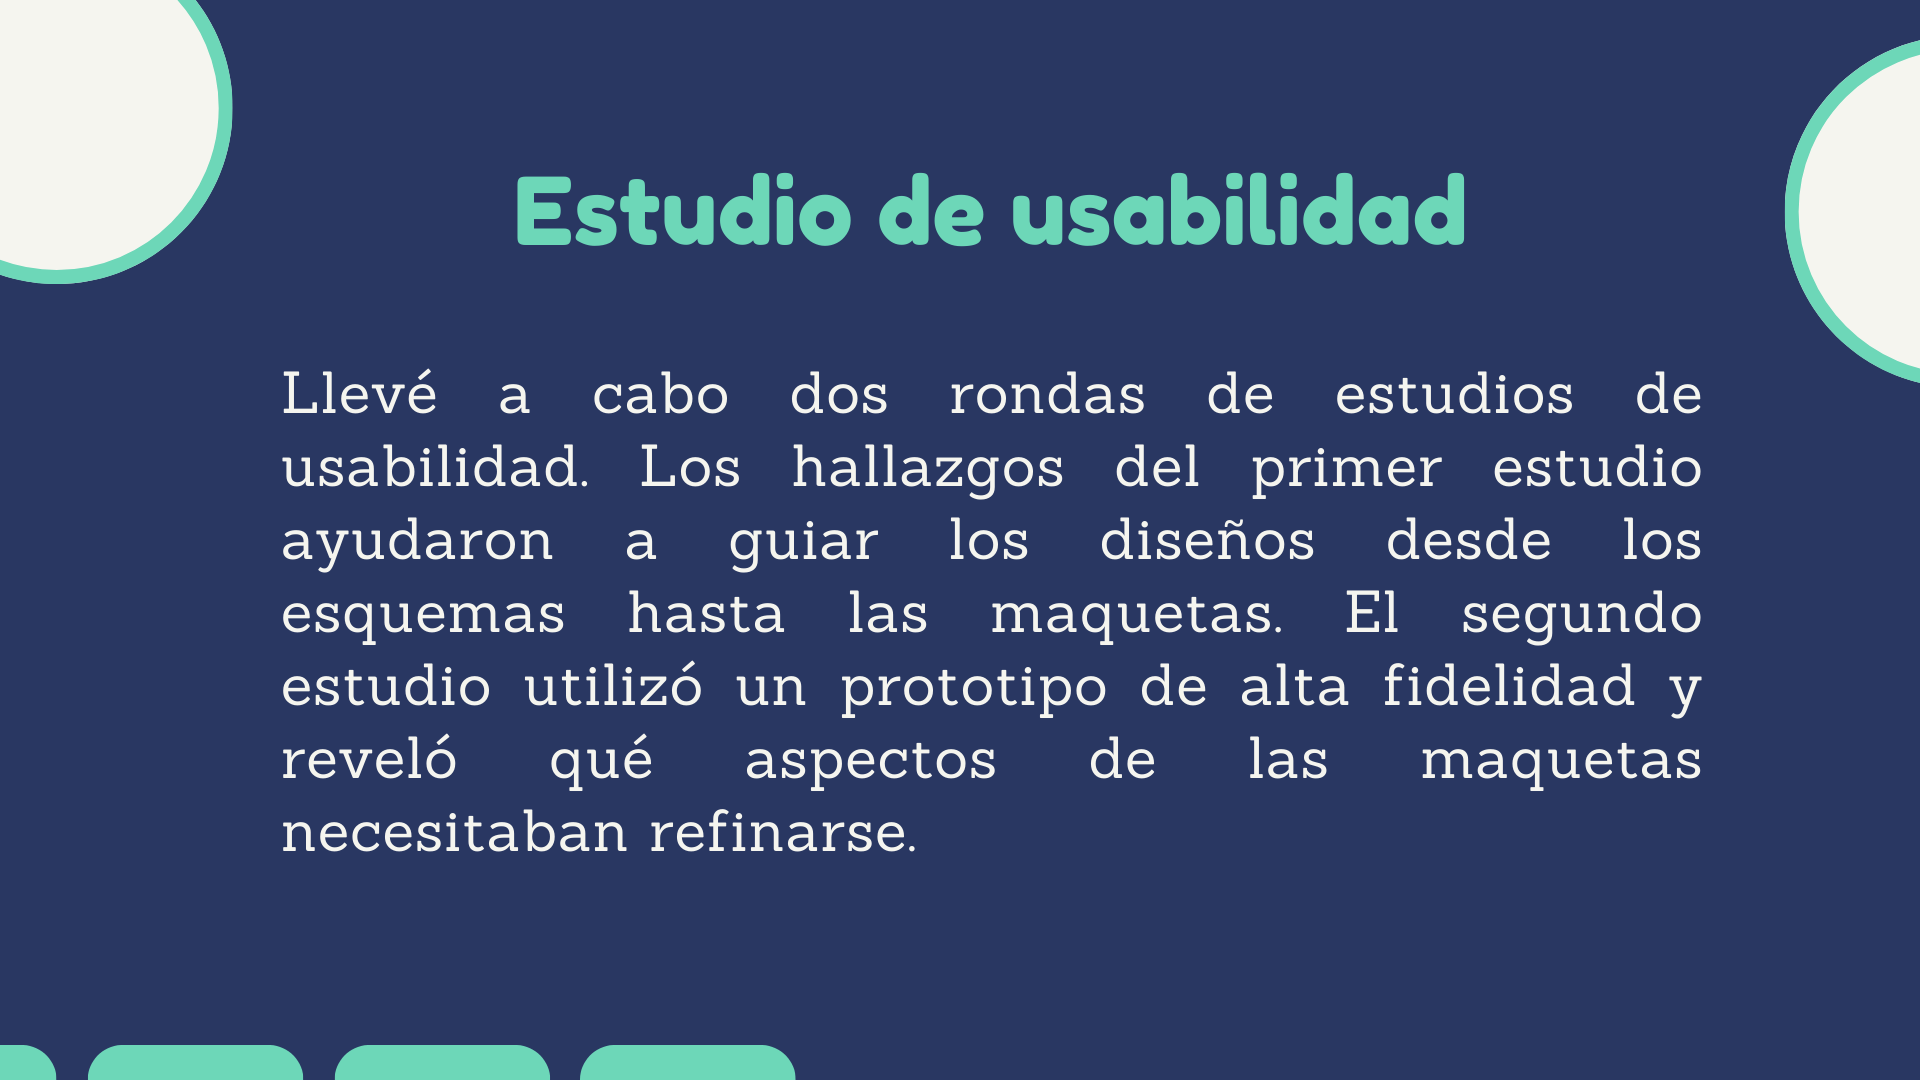 Estudio de usabilidad
Llevé a cabo dos rondas de estudios de
usabilidad. Los hallazgos del primer estudio
ayudaron a guiar los diseños desde los
esquemas hasta las maquetas. El segundo
estudio utilizó un prototipo de alta fidelidad y
reveló qué aspectos de las maquetas
necesitaban refinarse.